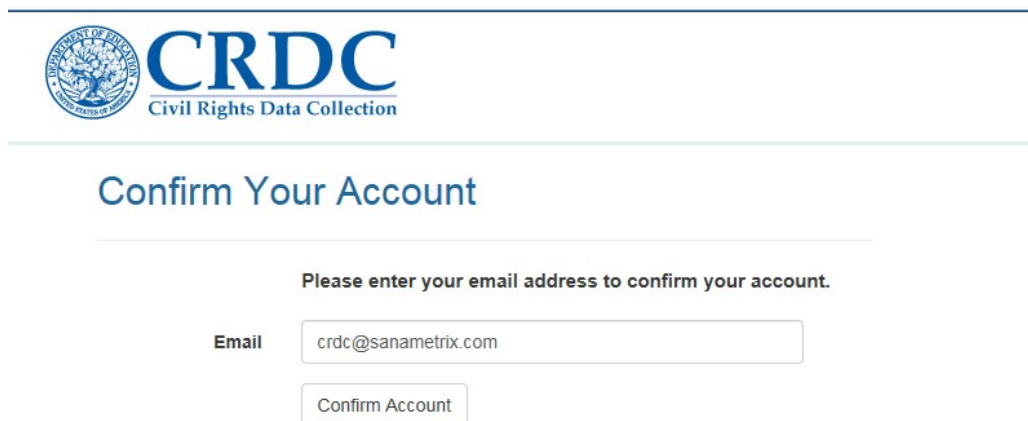 DEPARTMENT OF EDUCATION
UNITED STATES OF AMERICA
CRDC
Civil Rights Data Collection
Confirm Your Account
Please enter your email address to confirm your account.
Email
crdc@sanametrix.com
Confirm Account